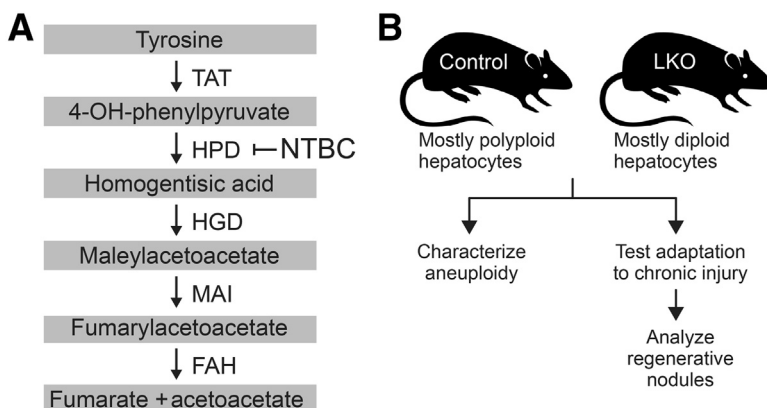 A
Tyrosine
TAT
4-OH-phenylpyruvate
HPD
NTBC
Homogentisic acid
HGD
Maleylacetoacetate
MAI
Fumarylacetoacetate
FAH
Fumarate + acetoacetate
B
Control
LKO
Mostly polyploid
hepatocytes
Mostly diploid
hepatocytes
Characterize
aneuploidy
Test adaptation
to chronic injury
Analyze
regenerative
nodules